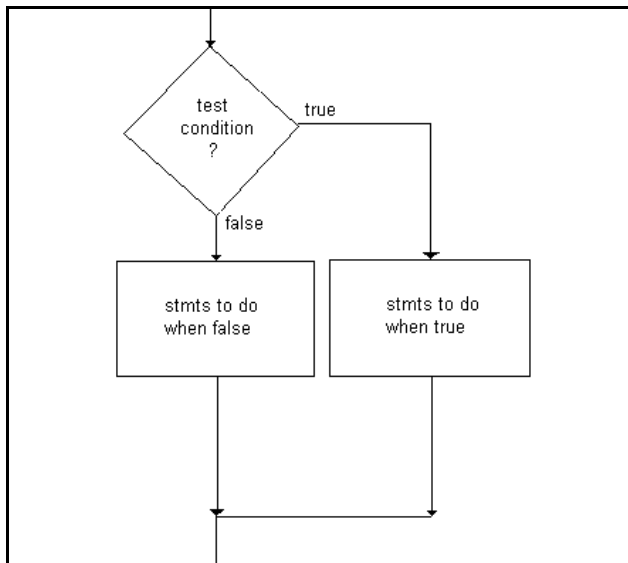 test
condition
?
true
false
stmts to do
when false
stmts to do
when true